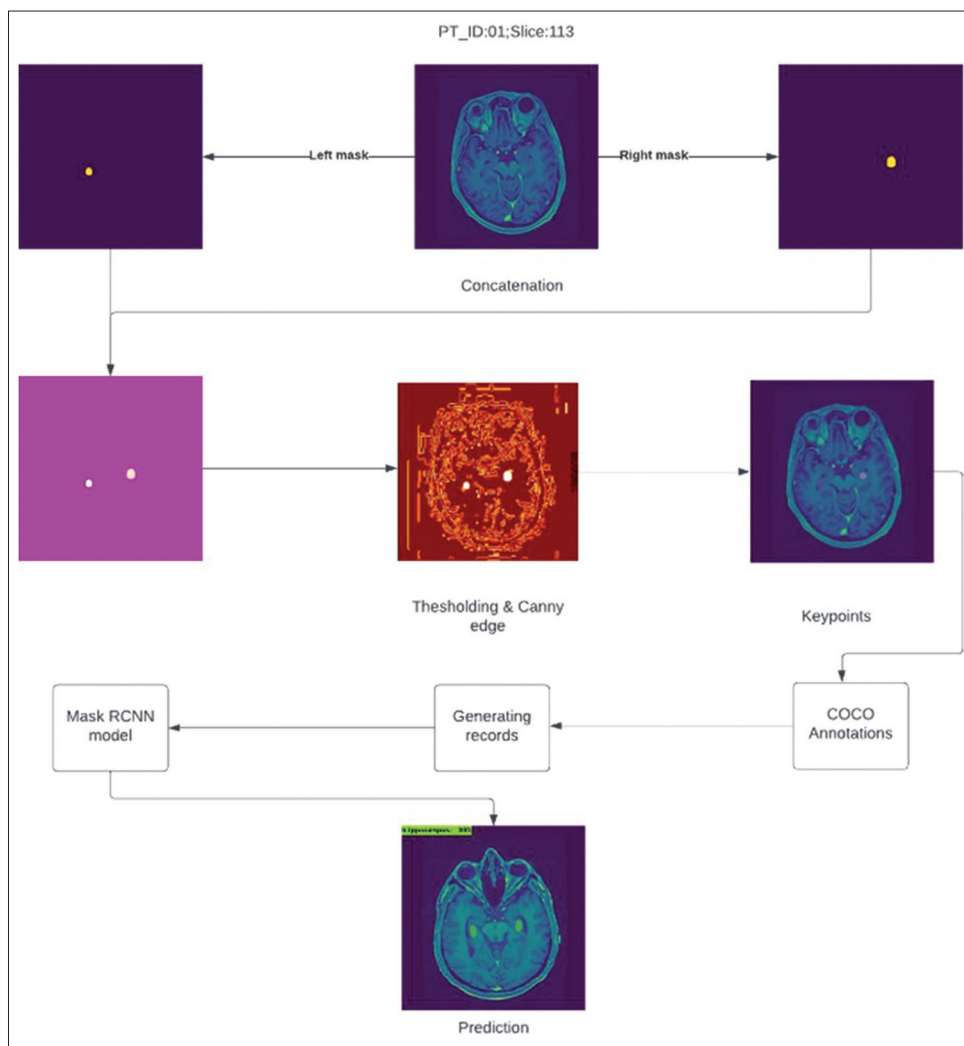 PT_ID:01;Slice:113
Left mask
Right mask
Concatenation
Thesholding & Canny
edge
Keypoints
Mask RCNN
model
Generating
records
COCO
Annotations
Prediction